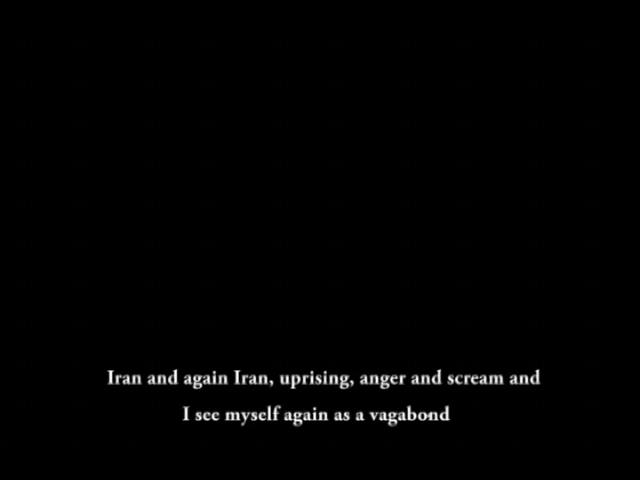 Iran and again Iran, uprising, anger and scream and
I see myself again as a vagabond